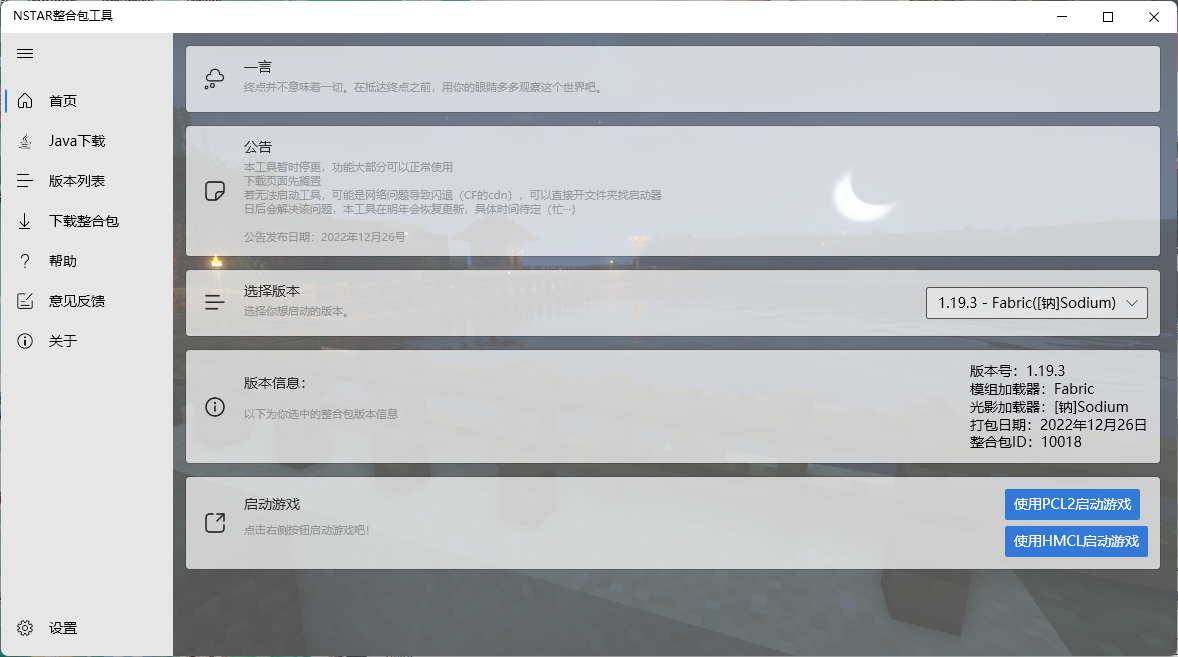 NSTAR整合包工具
首页
Java下载
版本列表
下载整合包
帮助
意见反馈
关于
设置
一言
终点并不意味着一切。在抵达终点之前，用你的眼睛多多观察这个世界吧。
公告
本工具暂时停更，功能大部分可以正常使用
下载页面先搁置
若无法启动工具，可能是网络问题导致闪退（CF的cdn），可以直接开文件夹找启动器
日后会解决该问题，本工具在明年会恢复更新，具体时间待定（忙···）
公告发布日期：2022年12月26号
选择版本
选择你想启动的版本。
1.19.3 - Fabric([钠]Sodium)
版本信息：
以下为你选中的整合包版本信息
版本号：1.19.3
模组加载器：Fabric
光影加载器：[钠]Sodium
打包日期：2022年12月26日
整合包ID：10018
启动游戏
点击右侧按钮启动游戏吧！
使用PCL2启动游戏
使用HMCL启动游戏